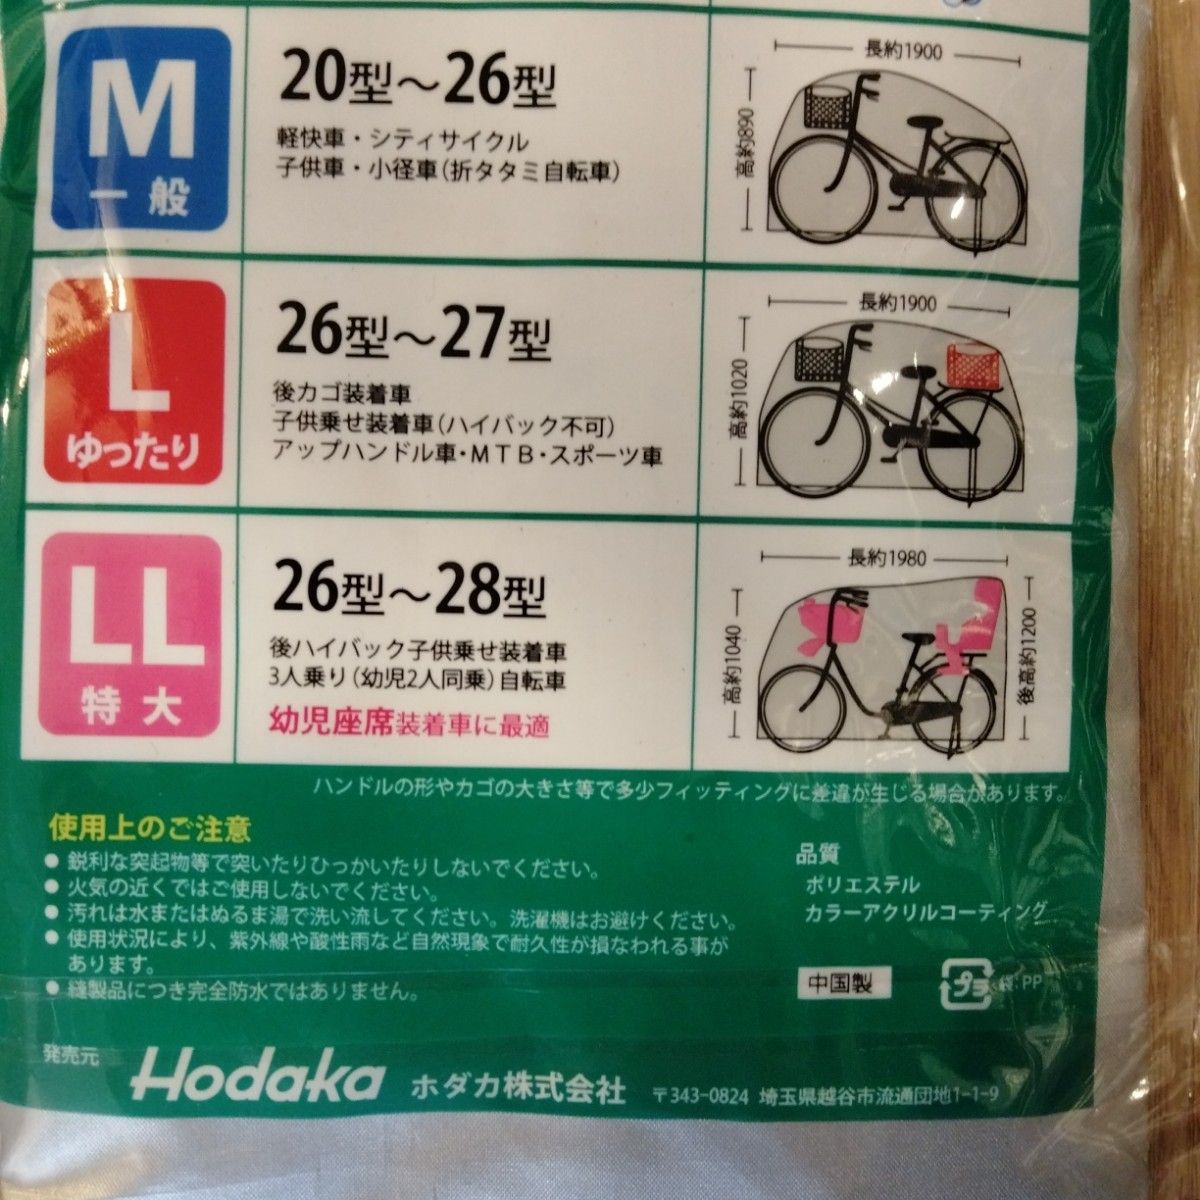 M
一般
20型～26型
軽快車・シティサイクル
子供車・小径車(折タタミ自転車)
長約1900
高約890
L
ゆったり
26型～27型
後カゴ装着車
子供乗せ装着車(ハイバック不可)
アップハンドル車・MTB・スポーツ車
長約1900
高約1020
LL
特大
26型～28型
後ハイバック子供乗せ装着車
3人乗り(幼児2人同乗)自転車
幼児座席装着車に最適
長約1980
高約1040
後高約1200
ハンドルの形やカゴの大きさ等で多少フィッティングに差違が生じる場合があります。
使用上のご注意
● 鋭利な突起物等で突いたりひっかいたりしないでください。
● 火気の近くではご使用しないでください。
● 汚れは水またはぬるま湯で洗い流してください。洗濯機はお避けください。
● 使用状況により、紫外線や酸性雨など自然現象で耐久性が損なわれる事が
あります。
● 縫製品につき完全防水ではありません。
品質
ポリエステル
カラーアクリルコーティング
中国製
プラ
袋:PP
発売元
Hodaka ホダカ株式会社 〒343-0824 埼玉県越谷市流通団地1-1-9